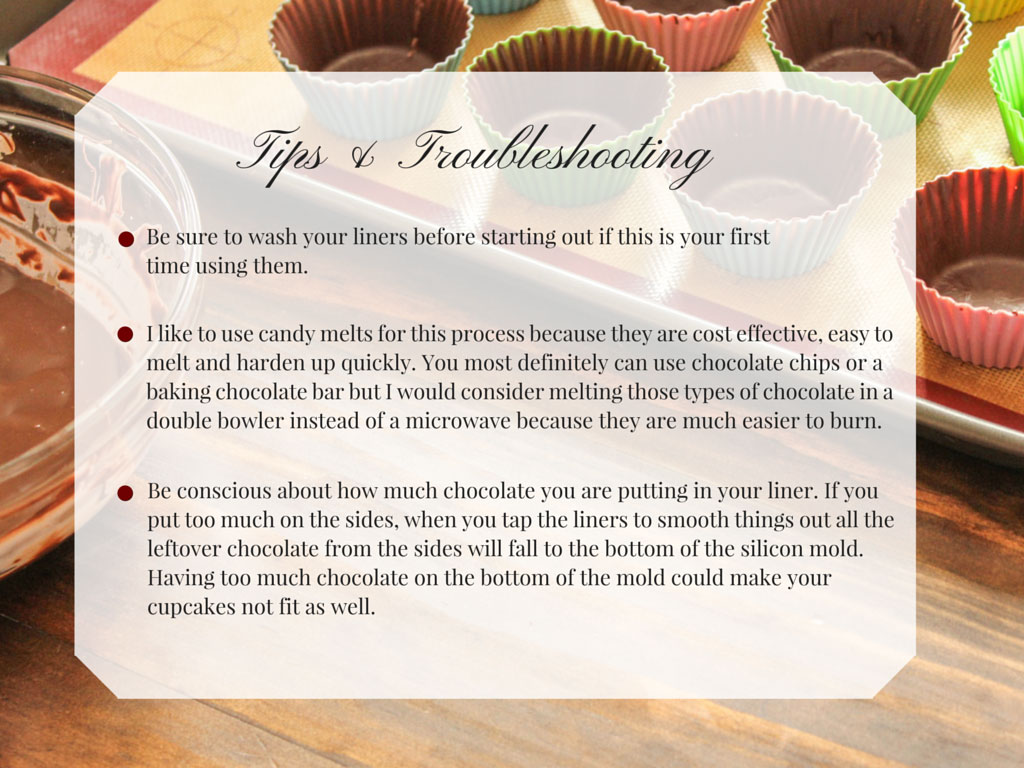 Tips & Troubleshooting
Be sure to wash your liners before starting out if this is your first
time using them.
I like to use candy melts for this process because they are cost effective, easy to
melt and harden up quickly. You most definitely can use chocolate chips or a
baking chocolate bar but I would consider melting those types of chocolate in a
double bowler instead of a microwave because they are much easier to burn.
Be conscious about how much chocolate you are putting in your liner. If you
put too much on the sides, when you tap the liners to smooth things out all the
leftover chocolate from the sides will fall to the bottom of the silicon mold.
Having too much chocolate on the bottom of the mold could make your
cupcakes not fit as well.